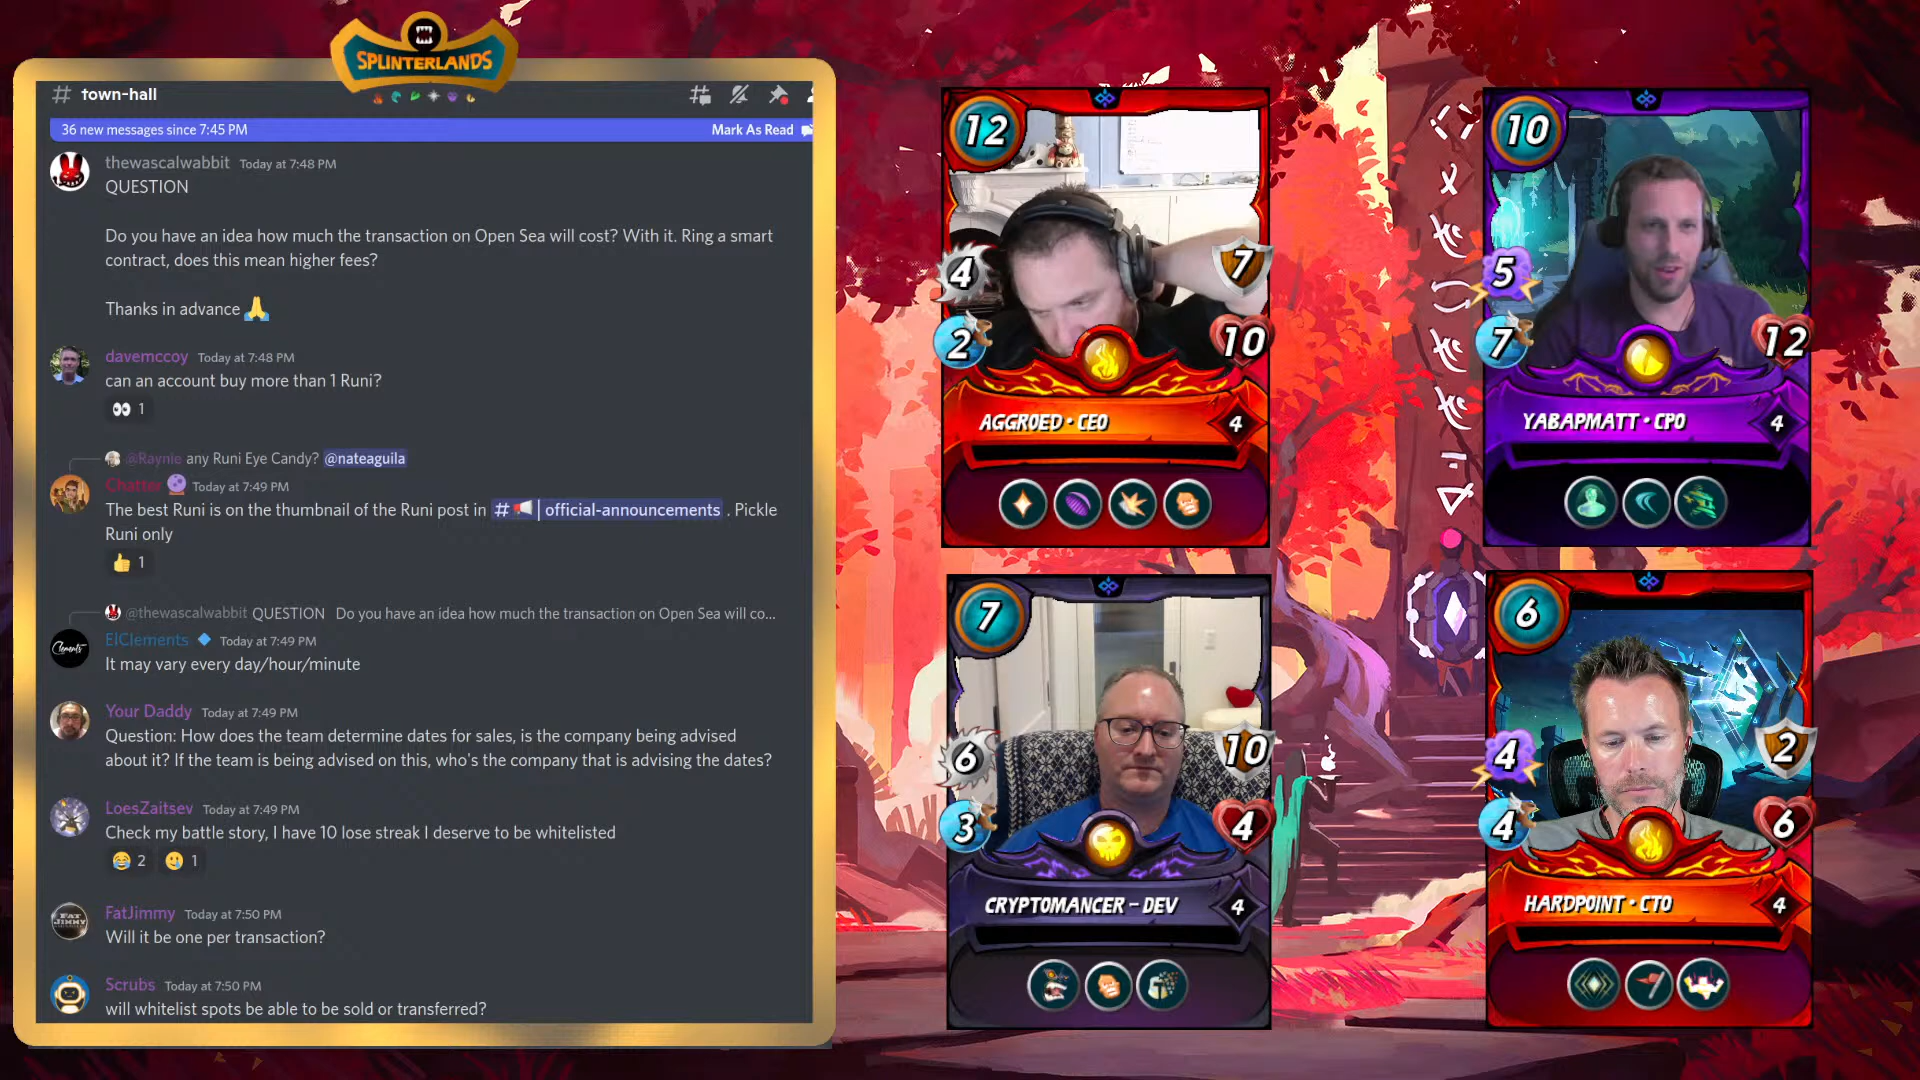 SPLINTERLANDS
# town-hall
36 new messages since 7:45 PM Mark As Read
thewascalwabbit Today at 7:48 PM
QUESTION
Do you have an idea how much the transaction on Open Sea will cost? With it. Ring a smart
contract, does this mean higher fees?
Thanks in advance 🙏
davemccoy Today at 7:48 PM
can an account buy more than 1 Runi?
👀 1
@Raynie any Runi Eye Candy? @nateaguila
Chatter Today at 7:49 PM
The best Runi is on the thumbnail of the Runi post in # 📢 | official-announcements . Pickle
Runi only
👍 1
@thewascalwabbit QUESTION Do you have an idea how much the transaction on Open Sea will co...
ElClements Today at 7:49 PM
Clements
It may vary every day/hour/minute
Your Daddy Today at 7:49 PM
Question: How does the team determine dates for sales, is the company being advised
about it? If the team is being advised on this, who's the company that is advising the dates?
LoesZaitsev Today at 7:49 PM
Check my battle story, I have 10 lose streak I deserve to be whitelisted
😂 2 🥲 1
FatJimmy Today at 7:50 PM
FAT JIMMY
Will it be one per transaction?
Scrubs Today at 7:50 PM
will whitelist spots be able to be sold or transferred?
12
4 7
2 10
AGGROED • CEO 4
10
5
7 12
YABAPMATT • CPO 4
7
6 10
3 4
CRYPTOMANCER - DEV 4
6
4 2
4 6
HARDPOINT • CTO 4